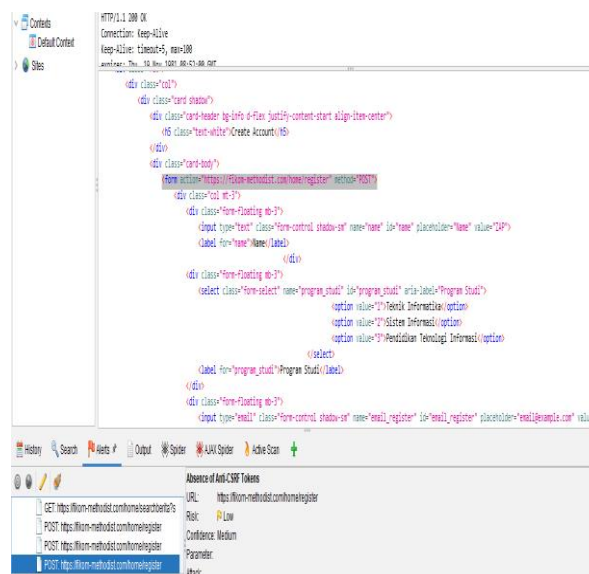 Contexts
Default Context
Sites
HTTP/1.1 200 OK
Connection: Keep-Alive
Keep-Alive: timeout=5, max=100
expires: Thu, 19 Nov 1981 08:52:00 GMT
<div class="col">
<div class="card shadow">
<div class="card-header bg-info d-flex justify-content-start align-item-center">
<h5 class="text-white">Create Account</h5>
</div>
<div class="card-body">
<form action="https://fikom-methodist.com/home/register" method="POST">
<div class="col mt-3">
<div class="form-floating mb-3">
<input type="text" class="form-control shadow-sm" name="name" id="name" placeholder="Name" value="ZAP">
<label for="name">Name</label>
</div>
<div class="form-floating mb-3">
<select class="form-select" name="program_studi" id="program_studi" aria-label="Program Studi">
<option value="1">Teknik Informatika</option>
<option value="2">Sistem Informasi</option>
<option value="3">Pendidikan Teknologi Informasi</option>
</select>
<label for="program_studi">Program Studi</label>
</div>
<div class="form-floating mb-3">
<input type="email" class="form-control shadow-sm" name="email_register" id="email_register" placeholder="email@example.com" valu
History Search Alerts Output Spider AJAX Spider Active Scan
GET: https://fikom-methodist.com/home/searchberita?s
POST: https://fikom-methodist.com/home/register
POST: https://fikom-methodist.com/home/register
POST: https://fikom-methodist.com/home/register
Absence of Anti-CSRF Tokens
URL: https://fikom-methodist.com/home/register
Risk: Low
Confidence: Medium
Parameter:
Attack: